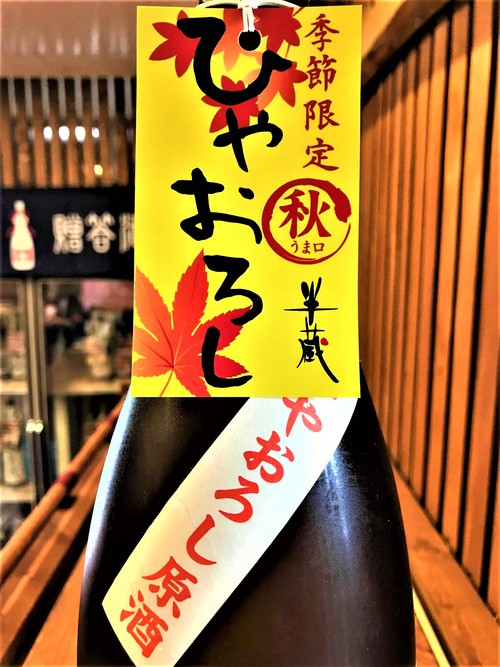 季節限定
秋
うま口
半蔵
ひやおろし
やおろし原酒